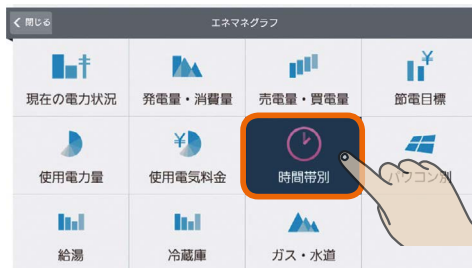 閉じる
エネマネグラフ
現在の電力状況
発電量・消費量
売電量・買電量
節電目標
使用電力量
使用電気料金
時間帯別
パワコン別
給湯
冷蔵庫
ガス・水道